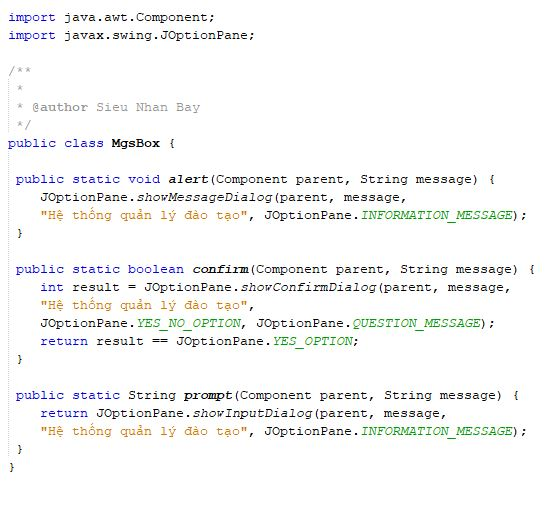 import java.awt.Component;
import javax.swing.JOptionPane;
/**
*
* @author Sieu Nhan Bay
*/
public class MgsBox {
public static void alert(Component parent, String message) {
JOptionPane.showMessageDialog(parent, message,
"Hệ thống quản lý đào tạo", JOptionPane.INFORMATION_MESSAGE);
}
public static boolean confirm(Component parent, String message) {
int result = JOptionPane.showConfirmDialog(parent, message,
"Hệ thống quản lý đào tạo",
JOptionPane.YES_NO_OPTION, JOptionPane.QUESTION_MESSAGE);
return result == JOptionPane.YES_OPTION;
}
public static String prompt(Component parent, String message) {
return JOptionPane.showInputDialog(parent, message,
"Hệ thống quản lý đào tạo", JOptionPane.INFORMATION_MESSAGE);
}
}